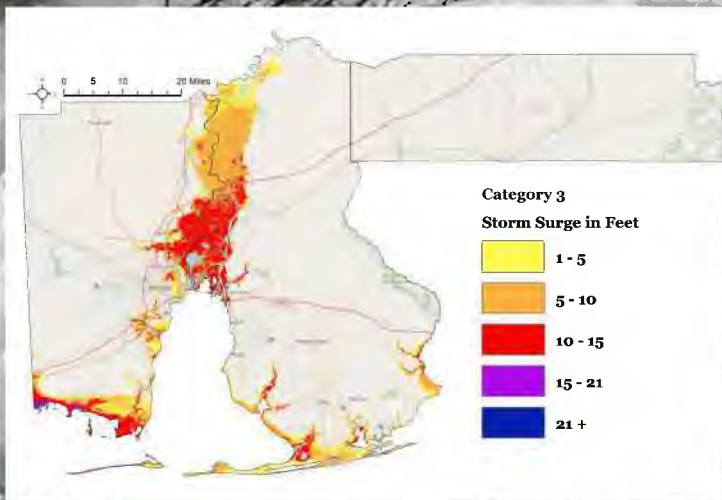 0 5 10 20 Miles
Category 3
Storm Surge in Feet
1 - 5
5 - 10
10 - 15
15 - 21
21 +